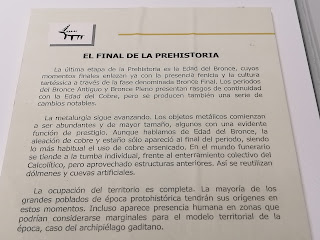 EL FINAL DE LA PREHISTORIA
La última etapa de la Prehistoria es la Edad del Bronce, cuyos
momentos finales enlazan ya con la presencia fenicia y la cultura
tartéssica a través de la fase denominada Bronce Final. Los periodos
del Bronce Antiguo y Bronce Pleno presentan rasgos de continuidad
con la Edad del Cobre, pero se producen también una serie de
cambios notables.
La metalurgia sigue avanzando. Los objetos metálicos comienzan
a ser abundantes y de mayor tamaño, algunos con una evidente
función de prestigio. Aunque hablamos de Edad del Bronce, la
aleación de cobre y estaño sólo apareció al final del periodo, siendo
lo más habitual el uso de cobre arsenicado. En el mundo funerario
se tiende a la tumba individual, frente al enterramiento colectivo del
Calcolítico, pero aprovechado estructuras anteriores. Así se reutilizan
dólmenes y cuevas artificiales.
La ocupación del territorio es completa. La mayoría de los
grandes poblados de época protohistórica tendrán sus orígenes en
estos momentos. Incluso aparece presencia humana en zonas que
podrían considerarse marginales para el modelo territorial de la
época, caso del archipiélago gaditano.